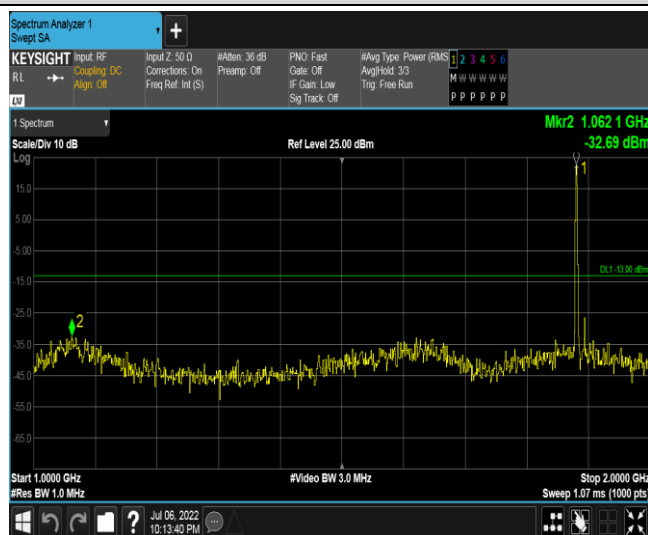 Spectrum Analyzer 1
Swept SA
+
KEYSIGHT
RL
LXI
Input: RF
Coupling: DC
Align: Off
Input Z: 50 Ω
Corrections: On
Freq Ref: Int (S)
#Atten: 36 dB
Preamp: Off
PNO: Fast
Gate: Off
IF Gain: Low
Sig Track: Off
#Avg Type: Power (RMS
Avg|Hold: 3/3
Trig: Free Run
1 2 3 4 5 6
M W W W W W
P P P P P P
1 Spectrum
Mkr2 1.062 1 GHz
-32.69 dBm
Scale/Div 10 dB
Ref Level 25.00 dBm
Log
15.0
5.00
-5.00
-15.0
-25.0
-35.0
-45.0
-55.0
-65.0
1
DL1 -13.00 dBm
2
Start 1.0000 GHz
#Video BW 3.0 MHz
Stop 2.0000 GHz
#Res BW 1.0 MHz
Sweep 1.07 ms (1000 pts)
?
Jul 06, 2022
10:13:40 PM